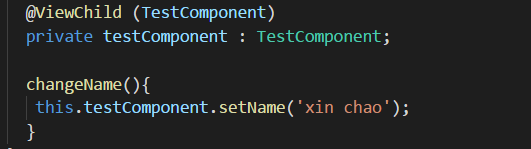 @ViewChild (TestComponent)
private testComponent : TestComponent;
changeName(){
this.testComponent.setName('xin chao');
}